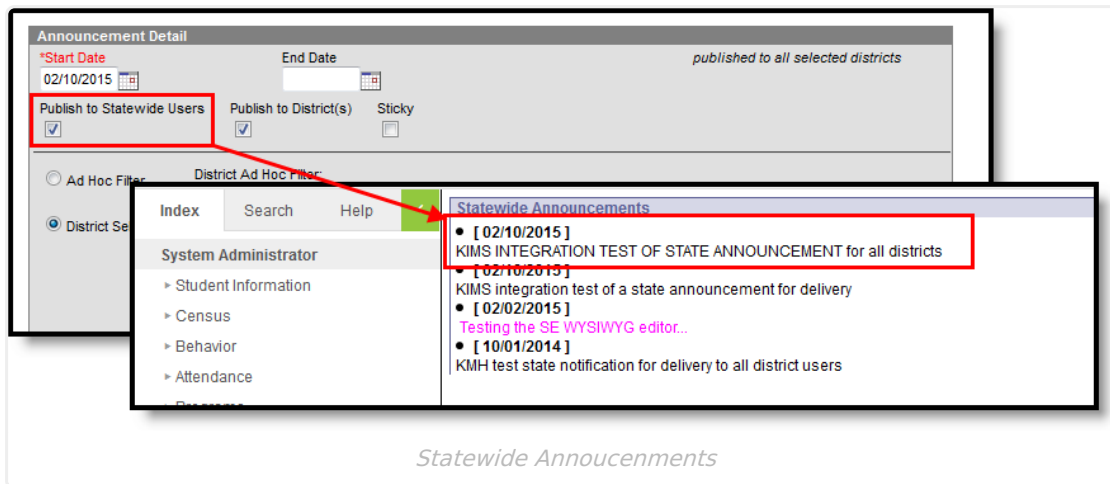 Announcement Detail
*Start Date End Date published to all selected districts
02/10/2015
Publish to Statewide Users Publish to District(s) Sticky
Ad Hoc Filter District Ad Hoc Filter:
District Se
Index Search Help
System Administrator
Student Information
Census
Behavior
Attendance
Statewide Announcements
[ 02/10/2015 ]
KIMS INTEGRATION TEST OF STATE ANNOUNCEMENT for all districts
[ 02/10/2015 ]
KIMS integration test of a state announcement for delivery
[ 02/02/2015 ]
Testing the SE WYSIWYG editor...
[ 10/01/2014 ]
KMH test state notification for delivery to all district users
Statewide Annoucenments